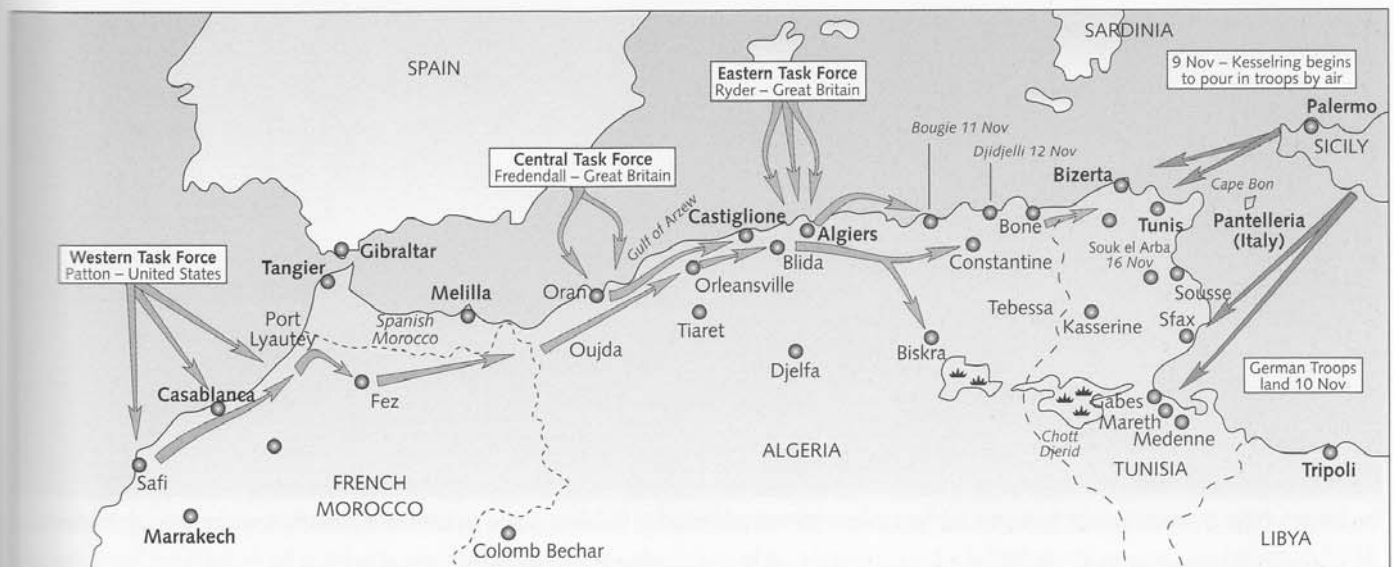 SARDINIA
SPAIN
9 Nov – Kesselring begins
to pour in troops by air
Eastern Task Force
Ryder – Great Britain
Palermo
SICILY
Bougie 11 Nov
Djidjelli 12 Nov
Central Task Force
Fredendall – Great Britain
Bizerta
Cape Bon
Pantelleria
(Italy)
Gulf of Arzew
Castiglione
Algiers
Bone
Tunis
Western Task Force
Patton – United States
Gibraltar
Tangier
Blida
Constantine
Souk el Arba
16 Nov
Melilla
Oran
Orleansville
Sousse
Port
Lyautey
Spanish
Morocco
Tiaret
Tebessa
Kasserine
Sfax
Oujda
Djelfa
Biskra
German Troops
land 10 Nov
Casablanca
Fez
Gabes
Mareth
Medenne
Chott
Djerid
ALGERIA
TUNISIA
Tripoli
Safi
FRENCH
MOROCCO
Marrakech
Colomb Bechar
LIBYA